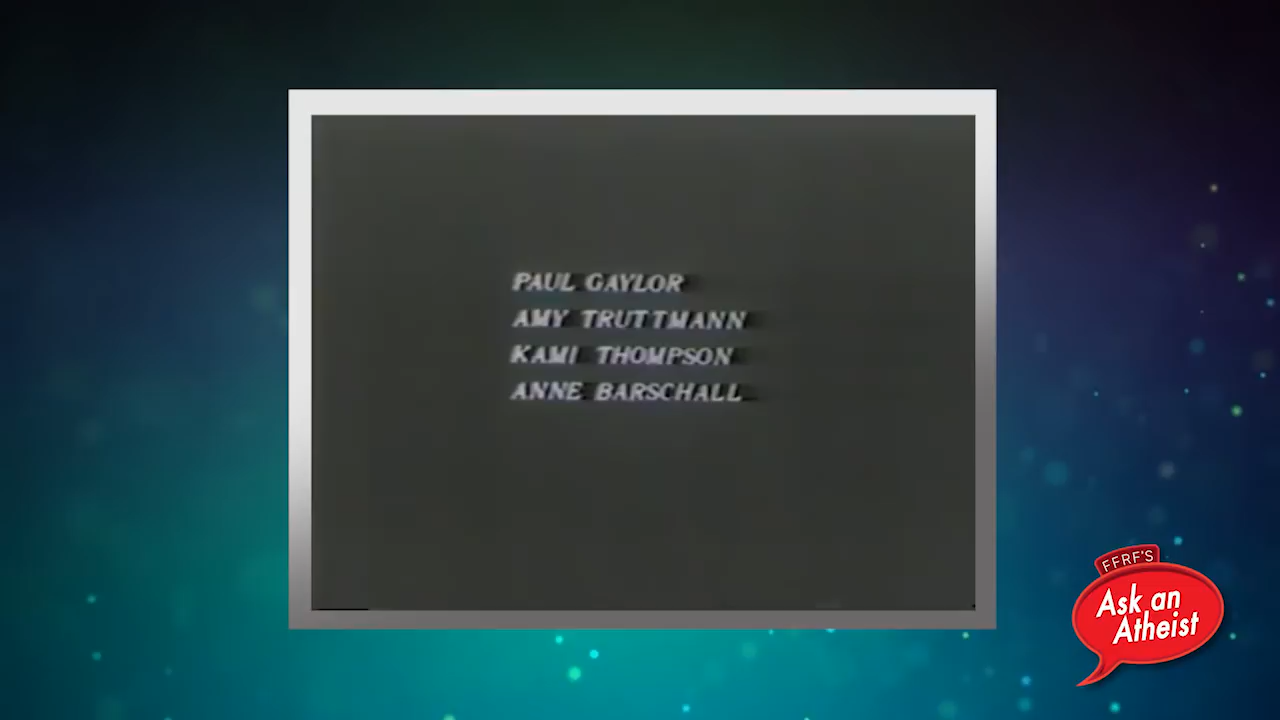 PAUL GAYLOR
AMY TRUTTMANN
KAMI THOMPSON
ANNE BARSCHALL
FFRF'S
Ask an
Atheist